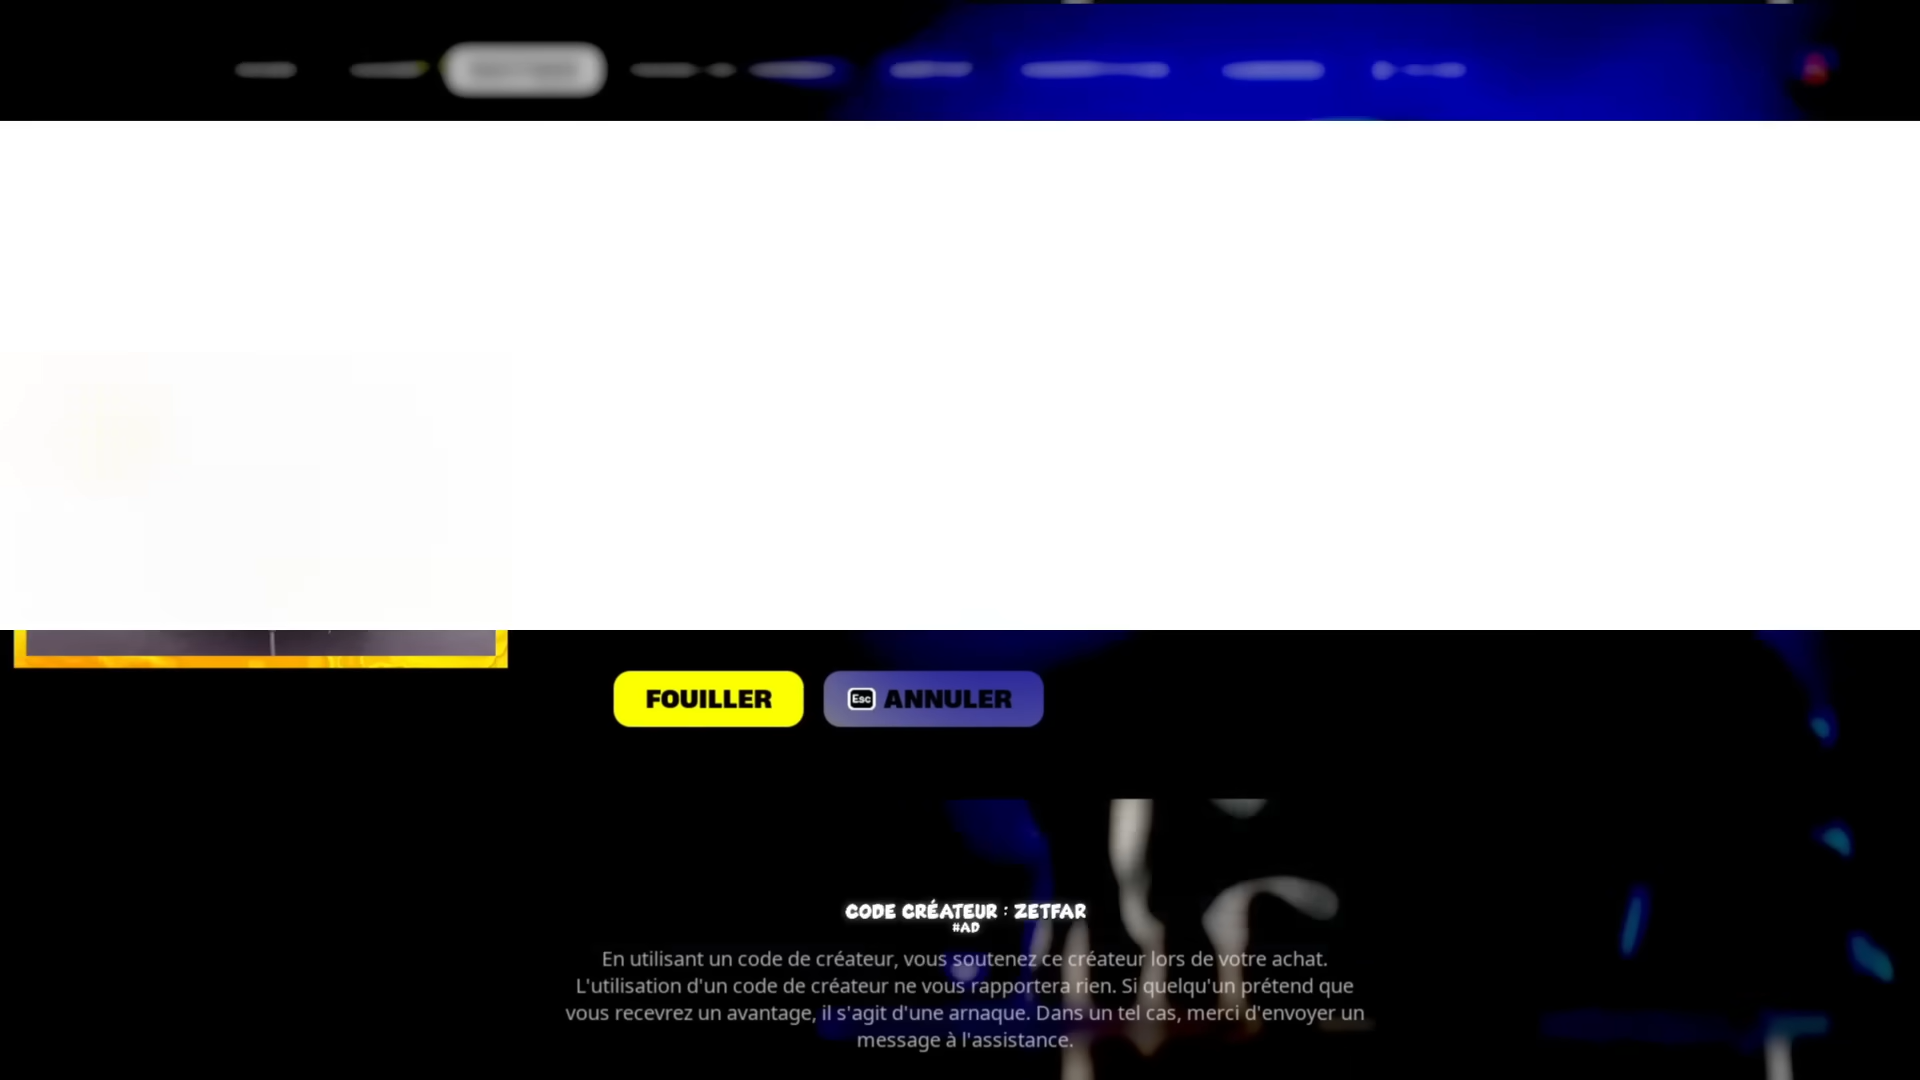 FOUILLER
Esc ANNULER
CODE CRÉATEUR : ZETFAR
#AD
En utilisant un code de créateur, vous soutenez ce créateur lors de votre achat.
L'utilisation d'un code de créateur ne vous rapportera rien. Si quelqu'un prétend que
vous recevrez un avantage, il s'agit d'une arnaque. Dans un tel cas, merci d'envoyer un
message à l'assistance.